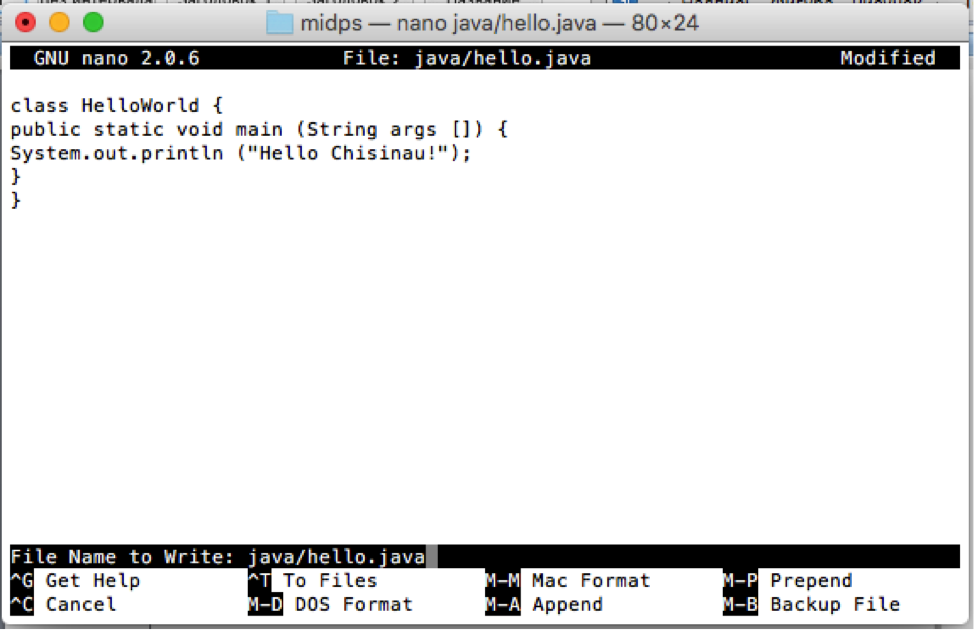 midps — nano java/hello.java — 80×24
GNU nano 2.0.6 File: java/hello.java Modified
class HelloWorld {
public static void main (String args []) {
System.out.println ("Hello Chisinau!");
}
}
File Name to Write: java/hello.java
^G Get Help ^T To Files M-M Mac Format M-P Prepend
^C Cancel M-D DOS Format M-A Append M-B Backup File